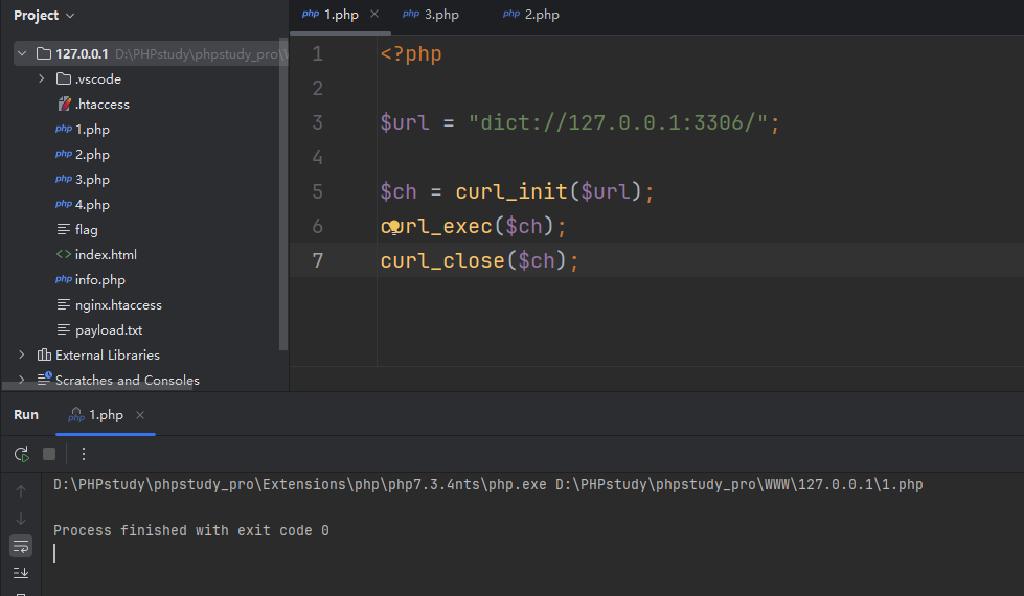 Project
php 1.php
php 3.php
php 2.php
127.0.0.1 D:\PHPstudy\phpstudy_pro\
.vscode
.htaccess
php 1.php
php 2.php
php 3.php
php 4.php
flag
<> index.html
php info.php
nginx.htaccess
payload.txt
External Libraries
Scratches and Consoles
1 <?php
2
3 $url = "dict://127.0.0.1:3306/";
4
5 $ch = curl_init($url);
6 curl_exec($ch);
7 curl_close($ch);
Run
php 1.php
D:\PHPstudy\phpstudy_pro\Extensions\php\php7.3.4nts\php.exe D:\PHPstudy\phpstudy_pro\WWW\127.0.0.1\1.php
Process finished with exit code 0